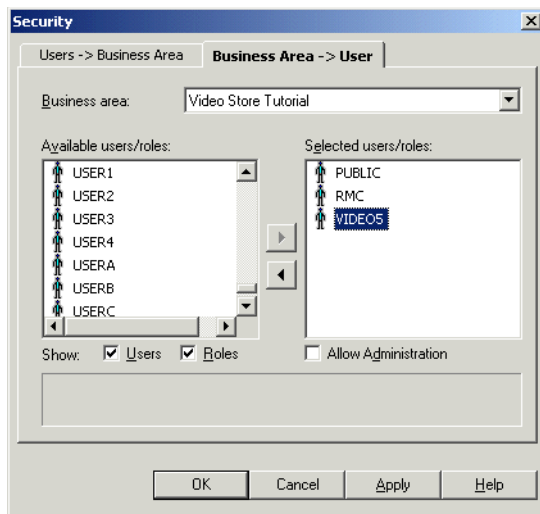 Security
Users -> Business Area
Business Area -> User
Business area:
Video Store Tutorial
Available users/roles:
USER1
USER2
USER3
USER4
USERA
USERB
USERC
Selected users/roles:
PUBLIC
RMC
VIDEO5
Show: Users Roles
Allow Administration
OK Cancel Apply Help